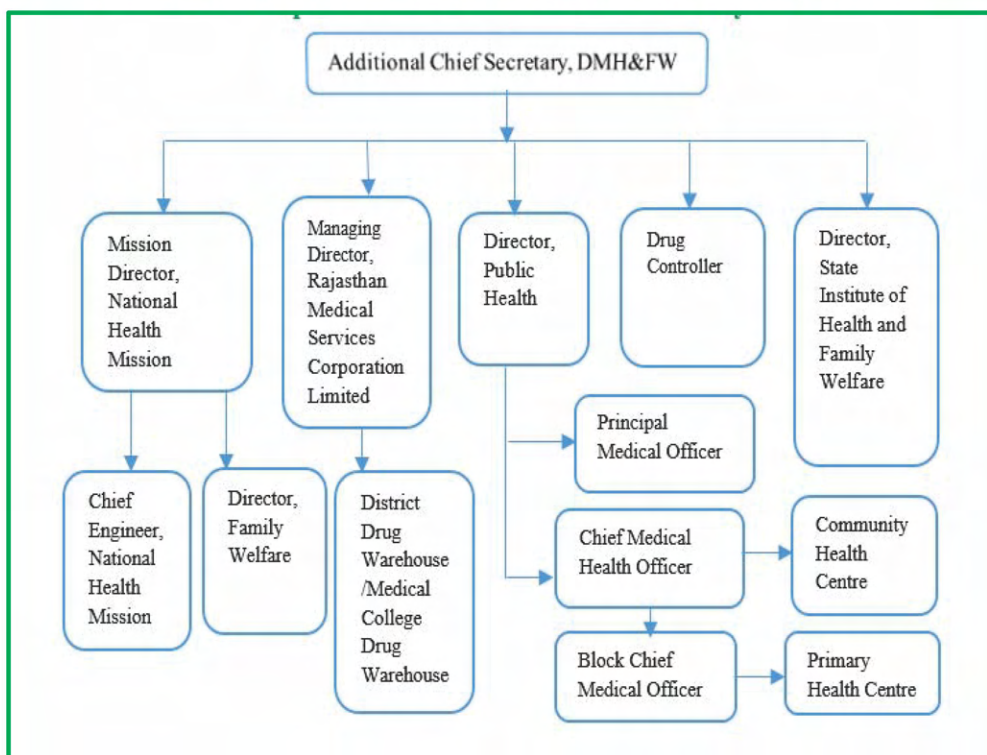 Additional Chief Secretary, DMH&FW
Mission
Director,
National
Health
Mission
Managing
Director,
Rajasthan
Medical
Services
Corporation
Limited
Director,
Public
Health
Drug
Controller
Director,
State
Institute of
Health and
Family
Welfare
Principal
Medical Officer
Chief
Engineer,
National
Health
Mission
Director,
Family
Welfare
District
Drug
Warehouse
/Medical
College
Drug
Warehouse
Chief Medical
Health Officer
Community
Health
Centre
Block Chief
Medical Officer
Primary
Health Centre